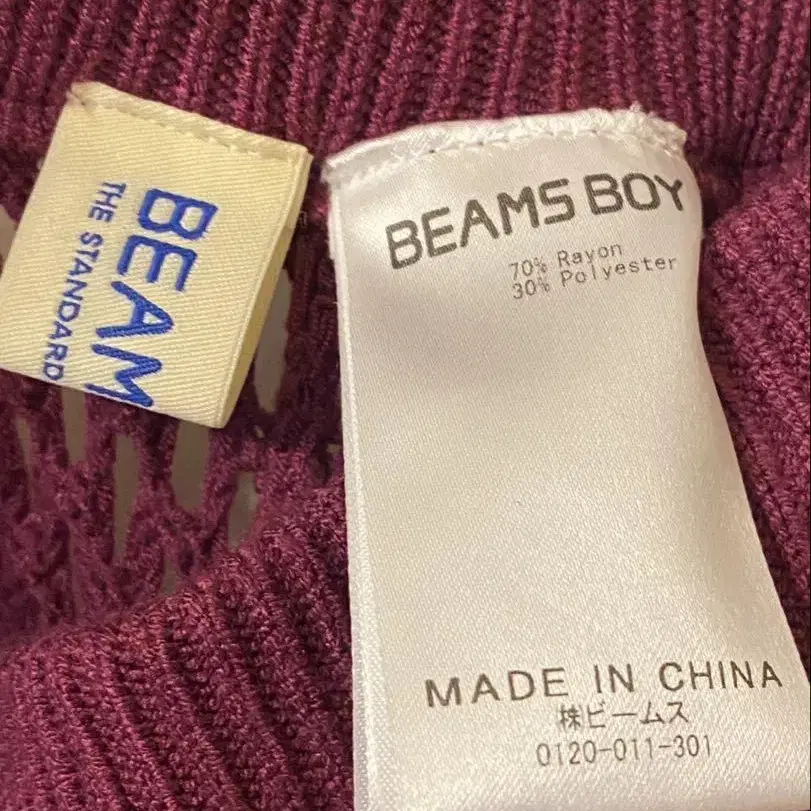 BEAM
THE STANDARD
BEAMS BOY
70% Rayon
30% Polyester
MADE IN CHINA
株ビームス
0120-011-301